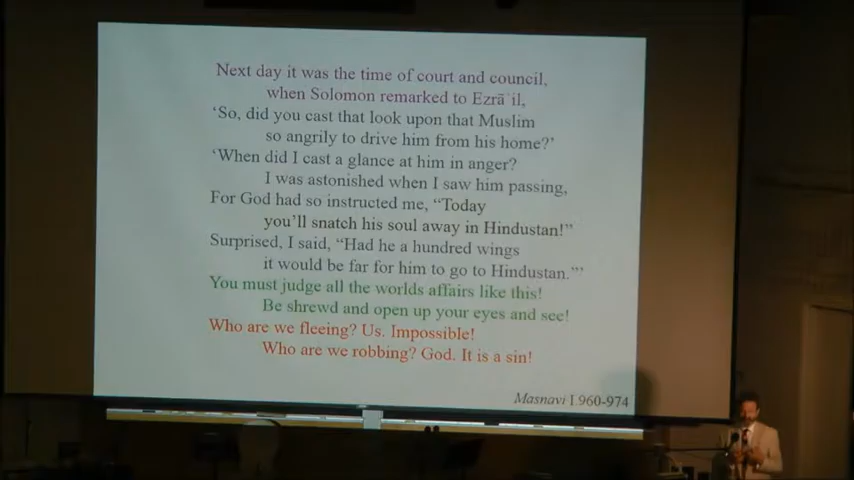 Next day it was the time of court and council,
when Solomon remarked to Ezrāʾil,
‘So, did you cast that look upon that Muslim
so angrily to drive him from his home?’
‘When did I cast a glance at him in anger?
I was astonished when I saw him passing,
For God had so instructed me, “Today
you’ll snatch his soul away in Hindustan!”
Surprised, I said, “Had he a hundred wings
it would be far for him to go to Hindustan.”’
You must judge all the worlds affairs like this!
Be shrewd and open up your eyes and see!
Who are we fleeing? Us. Impossible!
Who are we robbing? God. It is a sin!
Masnavi I.960-974